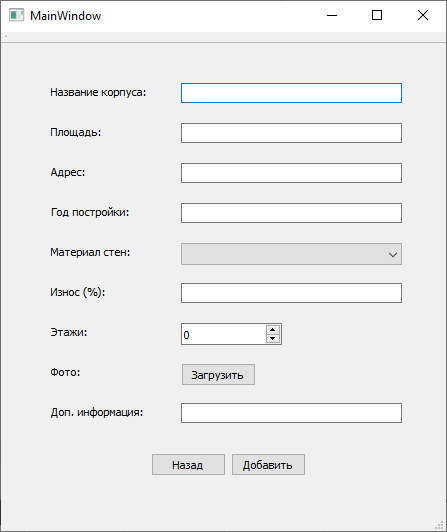 MainWindow
Название корпуса:
Площадь:
Адрес:
Год постройки:
Материал стен:
Износ (%):
Этажи: 0
Фото: Загрузить
Доп. информация:
Назад Добавить